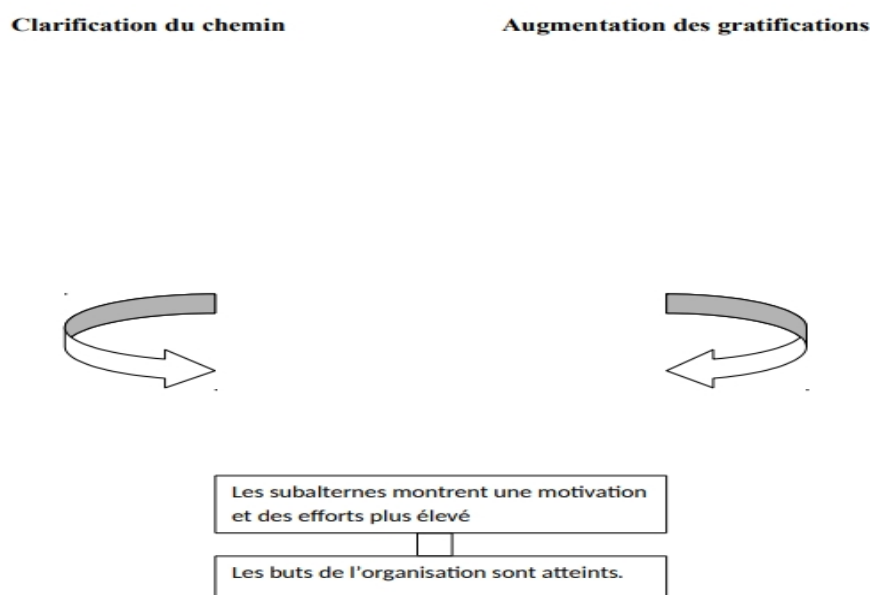 Clarification du chemin
Augmentation des gratifications
Les subalternes montrent une motivation
et des efforts plus élevé
Les buts de l'organisation sont atteints.